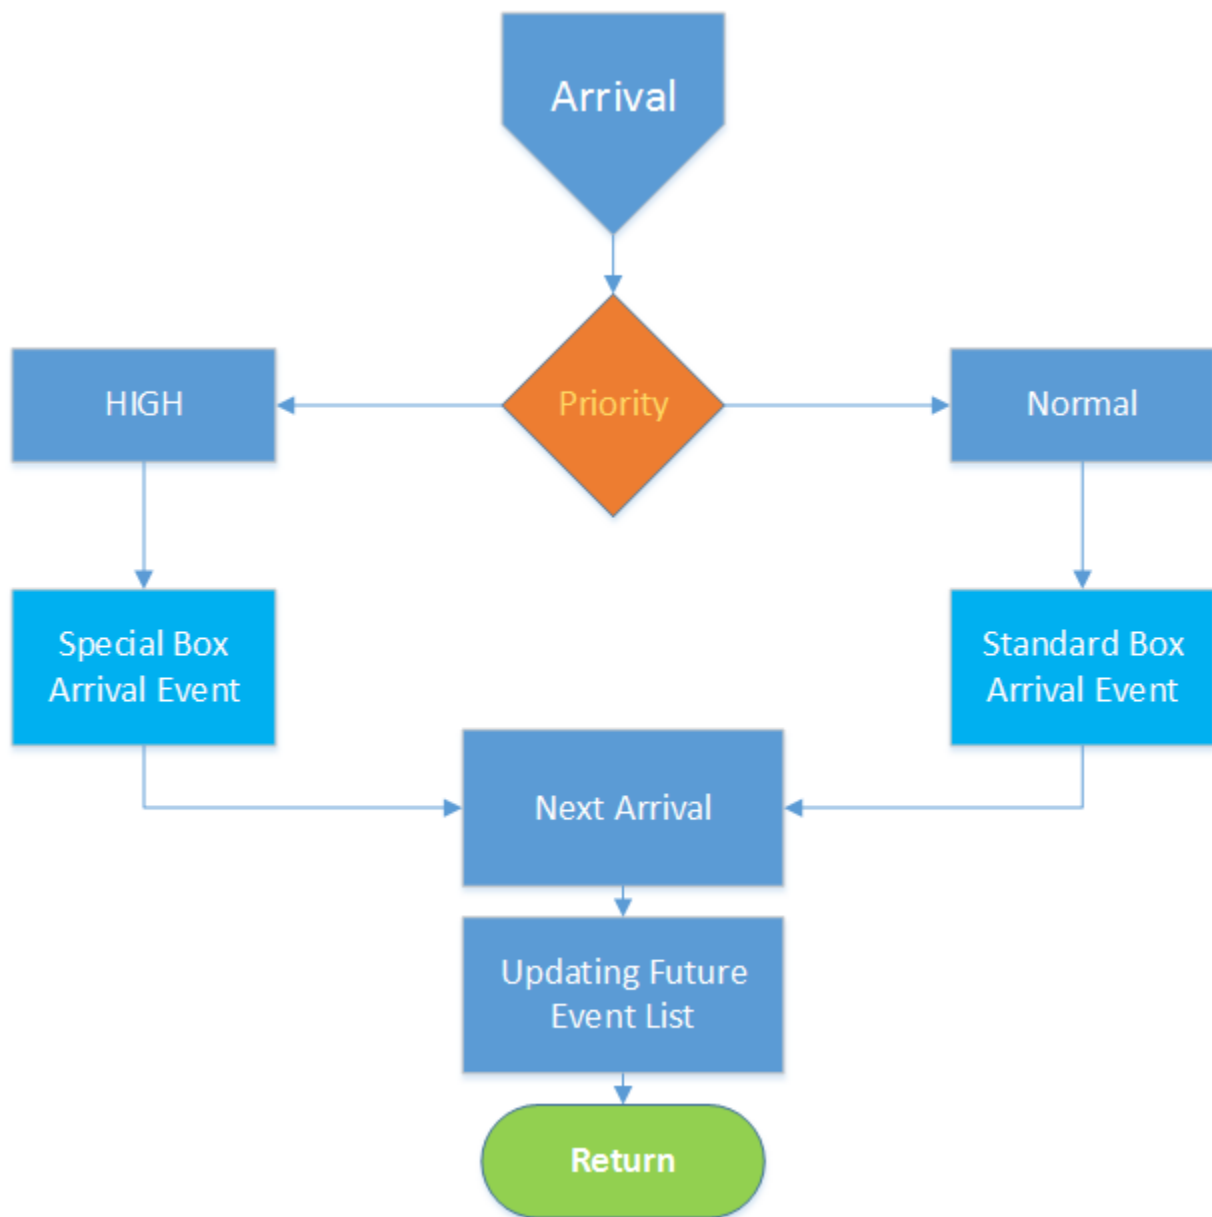 Arrival
HIGH
Priority
Normal
Special Box
Arrival Event
Standard Box
Arrival Event
Next Arrival
Updating Future
Event List
Return